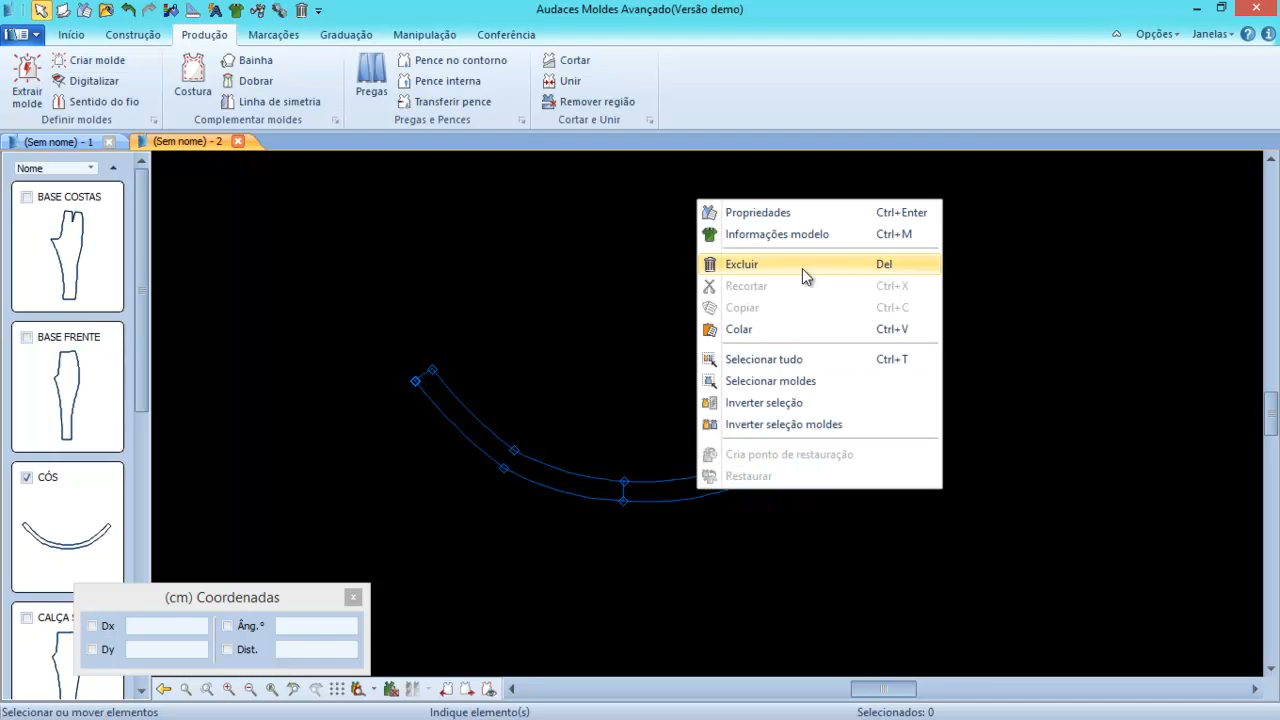 Audaces Moldes Avançado(Versão demo)
Início Construção Produção Marcações Graduação Manipulação Conferência Opções Janelas
Extrair molde
Criar molde
Digitalizar
Sentido do fio
Definir moldes
Costura
Bainha
Dobrar
Linha de simetria
Complementar moldes
Pregas
Pence no contorno
Pence interna
Transferir pence
Pregas e Pences
Cortar
Unir
Remover região
Cortar e Unir
(Sem nome) - 1
(Sem nome) - 2
Nome
BASE COSTAS
BASE FRENTE
CÓS
Propriedades Ctrl+Enter
Informações modelo Ctrl+M
Excluir Del
Recortar Ctrl+X
Copiar Ctrl+C
Colar Ctrl+V
Selecionar tudo Ctrl+T
Selecionar moldes
Inverter seleção
Inverter seleção moldes
Cria ponto de restauração
Restaurar
(cm) Coordenadas
Dx Âng.º
Dy Dist.
Selecionar ou mover elementos Indique elemento(s) Selecionados: 0